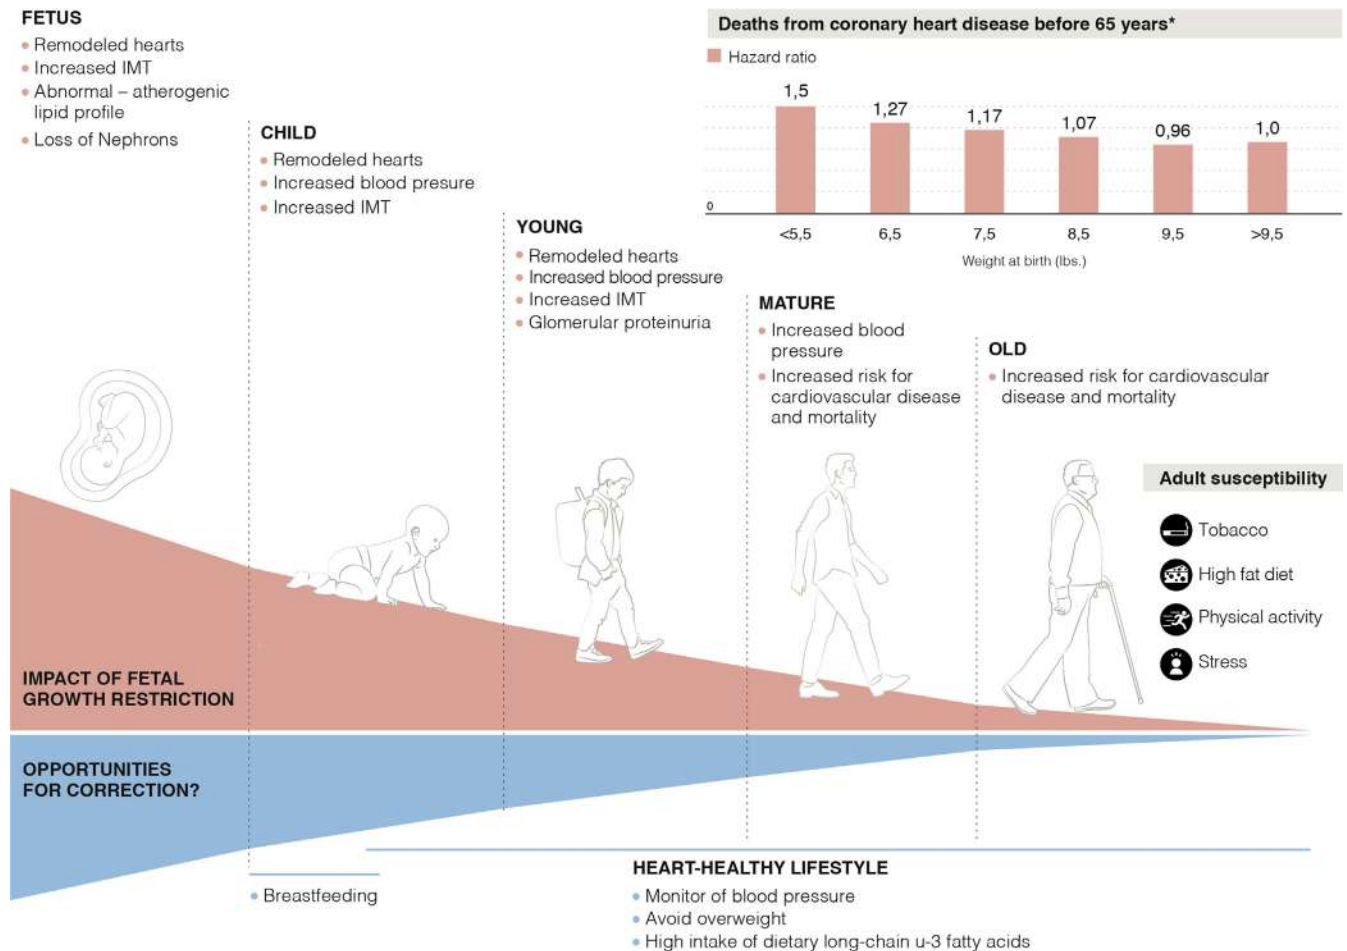 FETUS
• Remodeled hearts
• Increased IMT
• Abnormal – atherogenic
lipid profile
• Loss of Nephrons
CHILD
• Remodeled hearts
• Increased blood presure
• Increased IMT
YOUNG
• Remodeled hearts
• Increased blood pressure
• Increased IMT
• Glomerular proteinuria
MATURE
• Increased blood
pressure
• Increased risk for
cardiovascular disease
and mortality
OLD
• Increased risk for cardiovascular
disease and mortality
Deaths from coronary heart disease before 65 years*
Hazard ratio
1,5 1,27 1,17 1,07 0,96 1,0
0
<5,5 6,5 7,5 8,5 9,5 >9,5
Weight at birth (lbs.)
Adult susceptibility
Tobacco
High fat diet
Physical activity
Stress
IMPACT OF FETAL
GROWTH RESTRICTION
OPPORTUNITIES
FOR CORRECTION?
• Breastfeeding
HEART-HEALTHY LIFESTYLE
• Monitor of blood pressure
• Avoid overweight
• High intake of dietary long-chain u-3 fatty acids